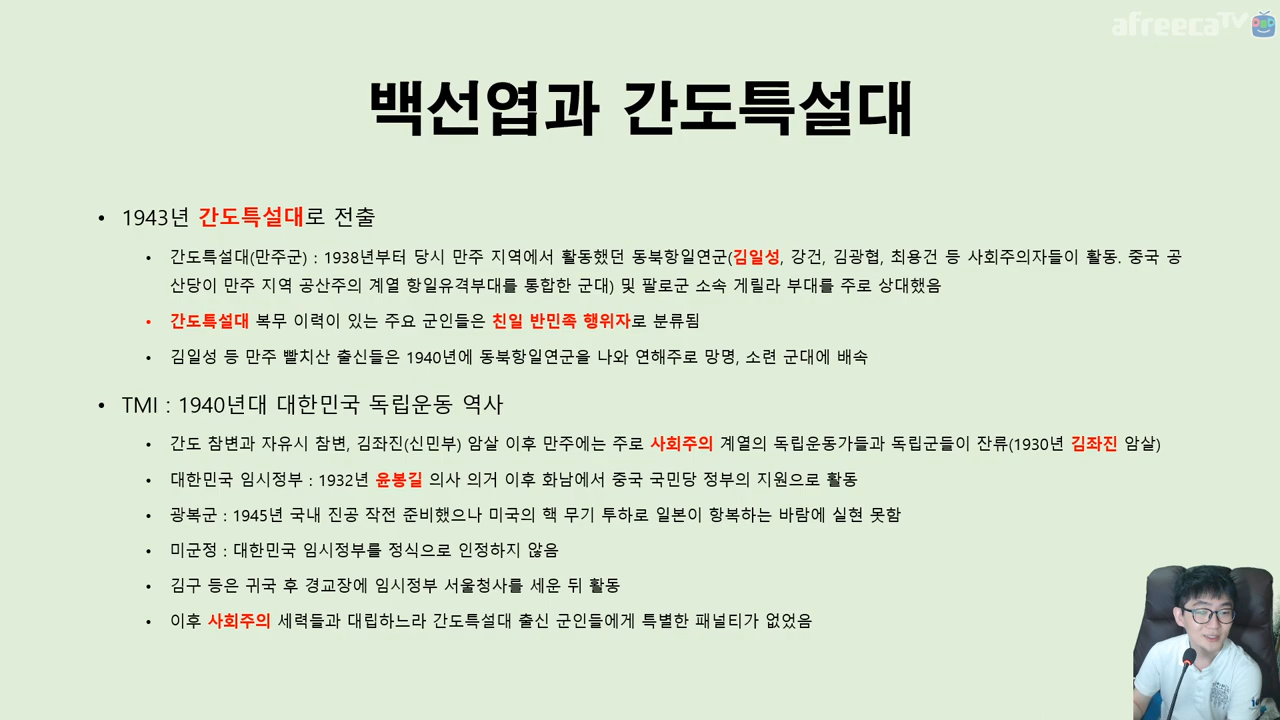 afreecaTV
백선엽과 간도특설대
• 1943년 간도특설대로 전출
• 간도특설대(만주군) : 1938년부터 당시 만주 지역에서 활동했던 동북항일연군(김일성, 강건, 김광협, 최용건 등 사회주의자들이 활동. 중국 공
산당이 만주 지역 공산주의 계열 항일유격부대를 통합한 군대) 및 팔로군 소속 게릴라 부대를 주로 상대했음
• 간도특설대 복무 이력이 있는 주요 군인들은 친일 반민족 행위자로 분류됨
• 김일성 등 만주 빨치산 출신들은 1940년에 동북항일연군을 나와 연해주로 망명, 소련 군대에 배속
• TMI : 1940년대 대한민국 독립운동 역사
• 간도 참변과 자유시 참변, 김좌진(신민부) 암살 이후 만주에는 주로 사회주의 계열의 독립운동가들과 독립군들이 잔류(1930년 김좌진 암살)
• 대한민국 임시정부 : 1932년 윤봉길 의사 의거 이후 화남에서 중국 국민당 정부의 지원으로 활동
• 광복군 : 1945년 국내 진공 작전 준비했으나 미국의 핵 무기 투하로 일본이 항복하는 바람에 실현 못함
• 미군정 : 대한민국 임시정부를 정식으로 인정하지 않음
• 김구 등은 귀국 후 경교장에 임시정부 서울청사를 세운 뒤 활동
• 이후 사회주의 세력들과 대립하느라 간도특설대 출신 군인들에게 특별한 패널티가 없었음